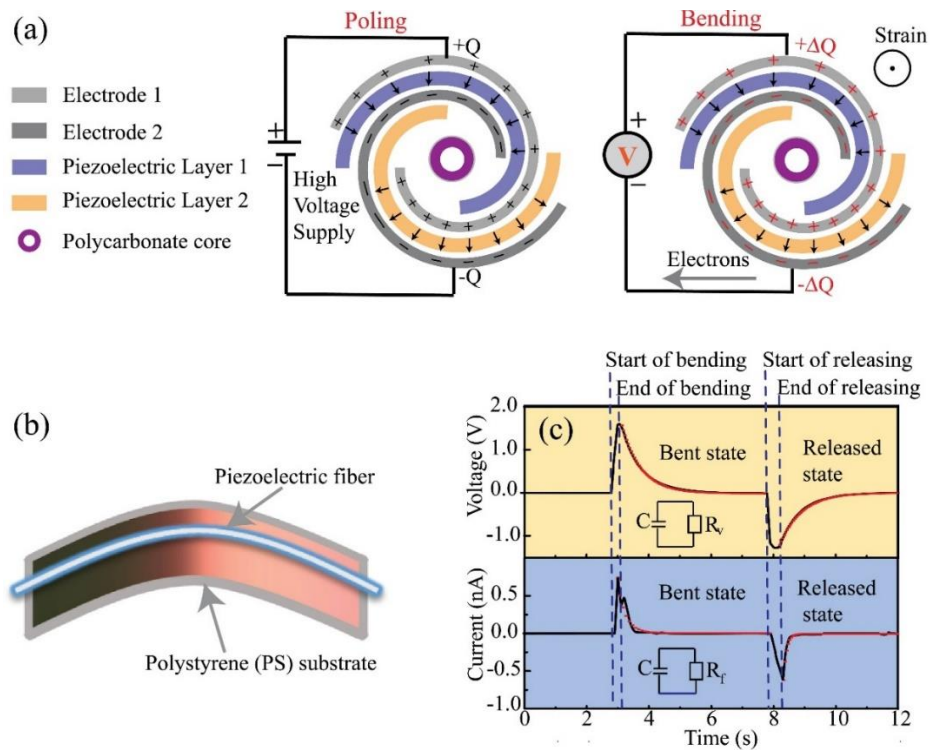 (a)
Poling
Bending
Strain
+Q
+ΔQ
Electrode 1
Electrode 2
Piezoelectric Layer 1
Piezoelectric Layer 2
Polycarbonate core
+
−
High
Voltage
Supply
-Q
+
V
−
Electrons
-ΔQ
(b)
Piezoelectric fiber
Polystyrene (PS) substrate
(c)
Start of bending
End of bending
Start of releasing
End of releasing
Voltage (V)
2.0
1.0
0.0
-1.0
Bent state
Released
state
C
Rᵥ
Current (nA)
0.5
0.0
-0.5
-1.0
Bent state
Released
state
C
R_f
0 2 4 6 8 10 12
Time (s)